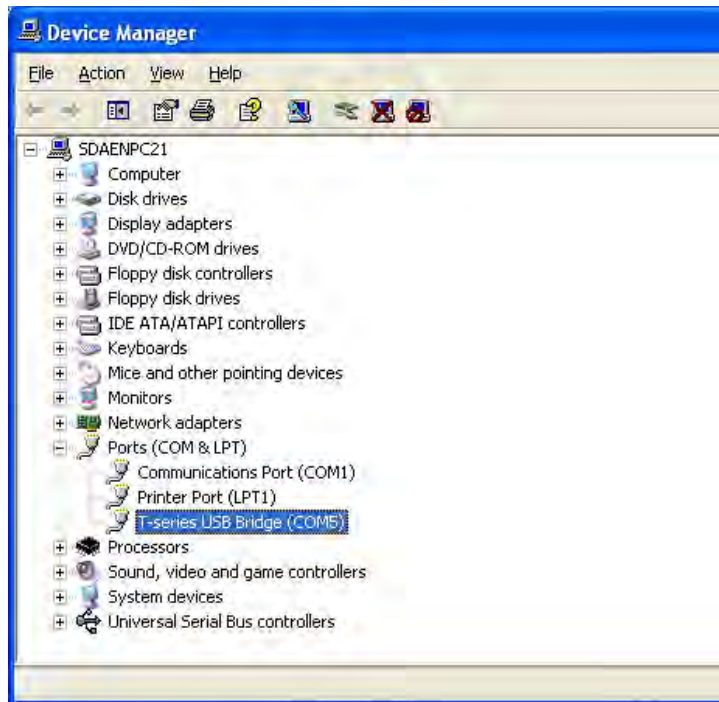 Device Manager
File Action View Help
SDAENPC21
Computer
Disk drives
Display adapters
DVD/CD-ROM drives
Floppy disk controllers
Floppy disk drives
IDE ATA/ATAPI controllers
Keyboards
Mice and other pointing devices
Monitors
Network adapters
Ports (COM & LPT)
Communications Port (COM1)
Printer Port (LPT1)
T-series USB Bridge (COM5)
Processors
Sound, video and game controllers
System devices
Universal Serial Bus controllers